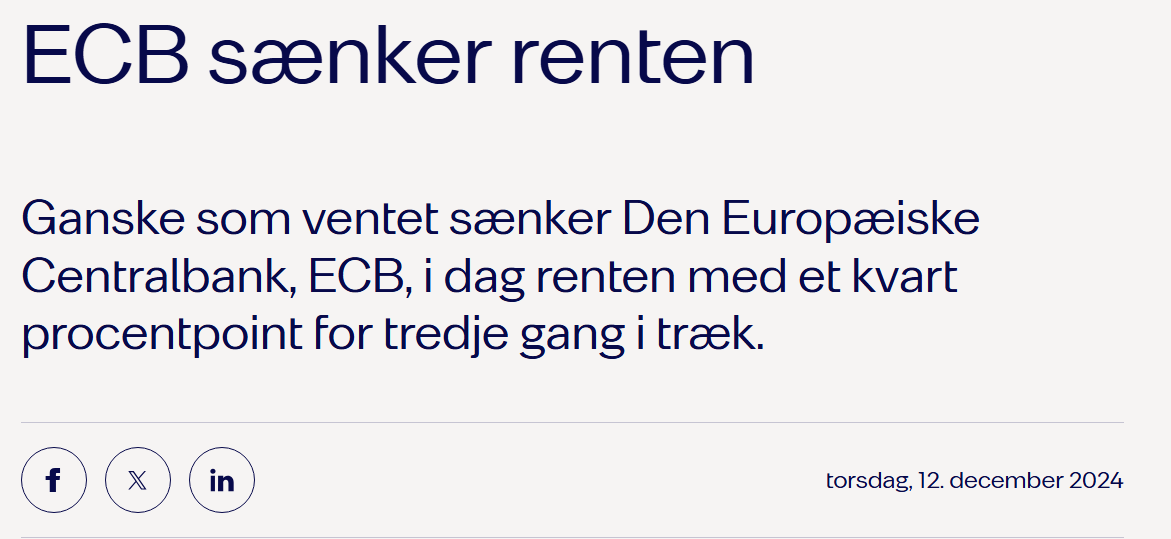 ECB sænker renten
Ganske som ventet sænker Den Europæiske
Centralbank, ECB, i dag renten med et kvart
procentpoint for tredje gang i træk.
torsdag, 12. december 2024